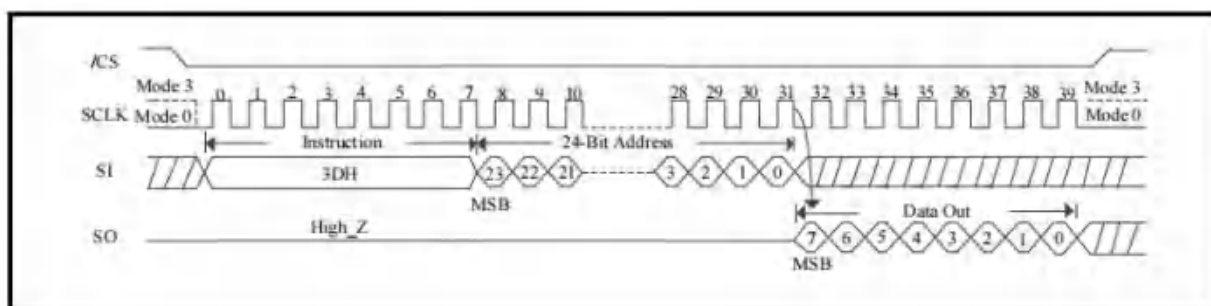 /CS
Mode 3 0 1 2 3 4 5 6 7 8 9 10 28 29 30 31 32 33 34 35 36 37 38 39 Mode 3
SCLK Mode 0 Mode 0
Instruction 24-Bit Address
SI 3DH 23 22 21 3 2 1 0
MSB
High_Z Data Out
SO 7 6 5 4 3 2 1 0
MSB